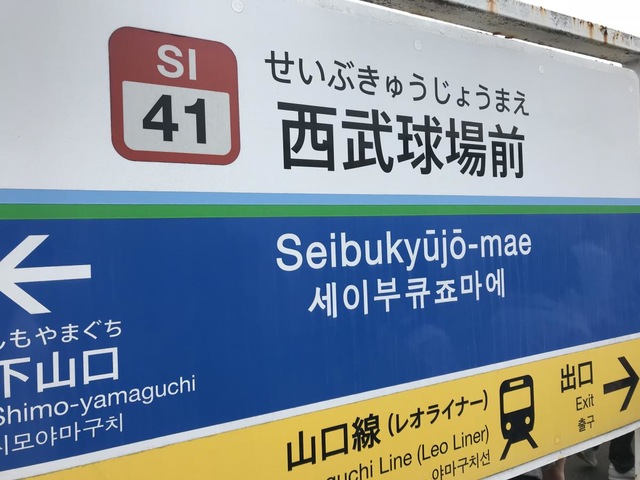 SI
41
せいぶきゅうじょうまえ
西武球場前
Seibukyūjō-mae
세이부큐죠마에
もやまぐち
下山口
Shimo-yamaguchi
시모야마구치
山口線(レオライナー)
Line (Leo Liner)
야마구치선
出口
Exit
출구